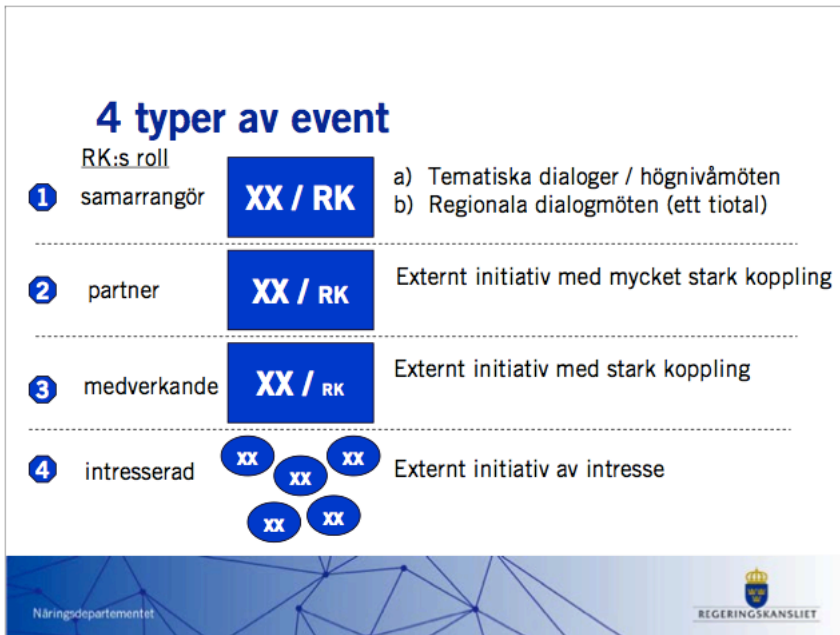 4 typer av event
RK:s roll
1 samarrangör XX / RK a) Tematiska dialoger / högnivåmöten
b) Regionala dialogmöten (ett tiotal)
2 partner XX / RK Externt initiativ med mycket stark koppling
3 medverkande XX / RK Externt initiativ med stark koppling
4 intresserad XX XX XX XX XX Externt initiativ av intresse
Näringsdepartementet
REGERINGSKANSLIET